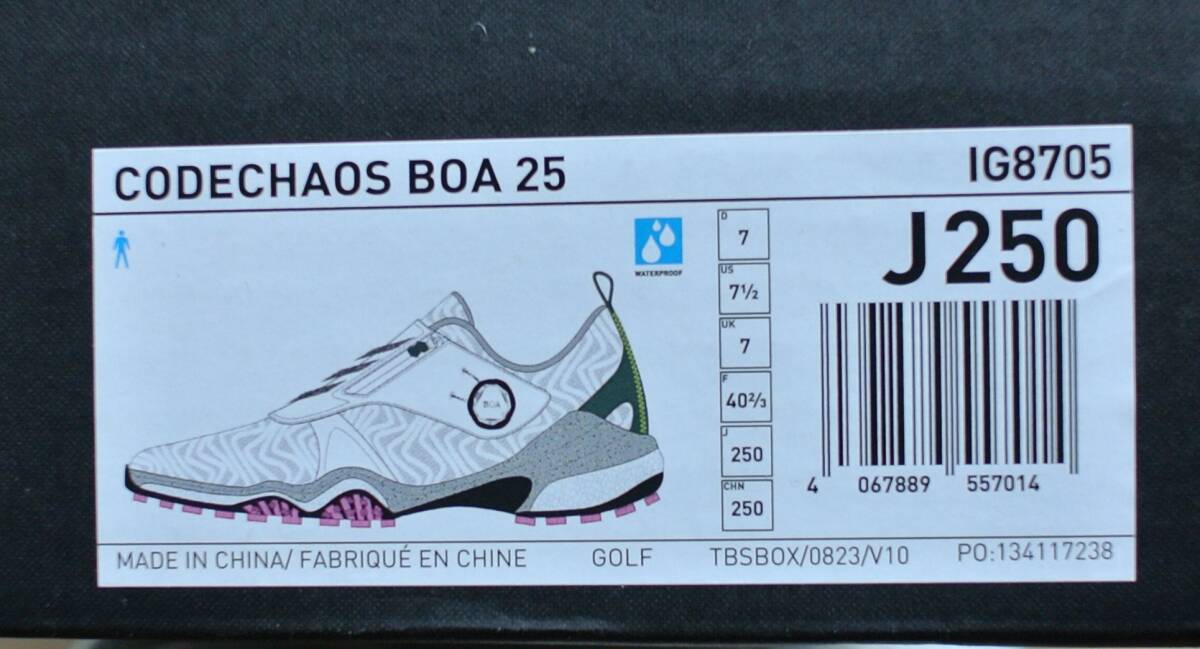 CODECHAOS BOA 25
IG8705
WATERPROOF
BOA
D
7
US
7½
UK
7
F
40⅔
J
250
CHN
250
J 250
4 067889 557014
MADE IN CHINA/ FABRIQUÉ EN CHINE GOLF TBSBOX/0823/V10 PO:134117238